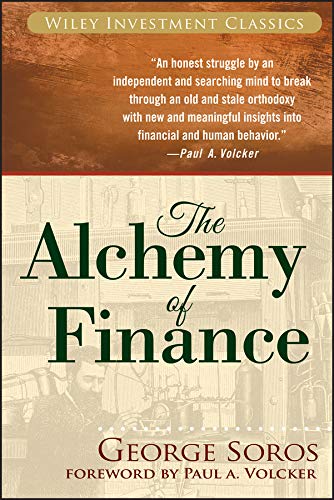 WILEY INVESTMENT CLASSICS
“An honest struggle by an
independent and searching mind to break
through an old and stale orthodoxy
with new and meaningful insights into
financial and human behavior.”
—Paul A. Volcker
The
Alchemy
of
Finance
GEORGE SOROS
FOREWORD BY PAUL A. VOLCKER